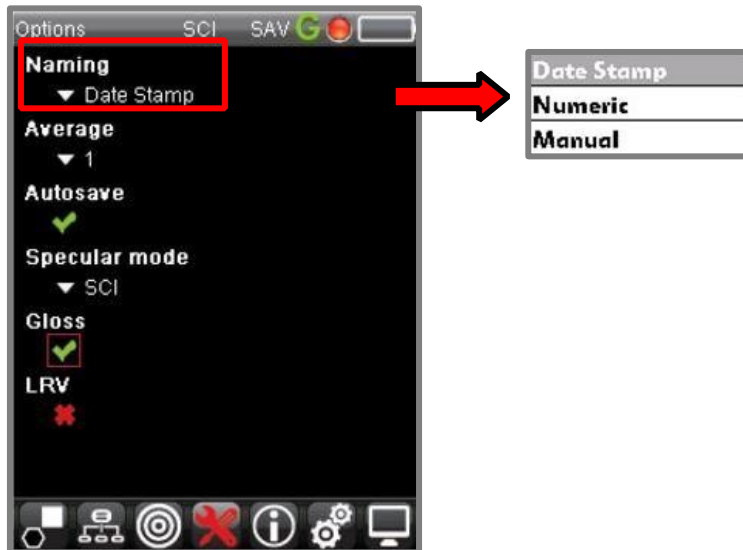 Options SCI SAV G
Naming
Date Stamp
Average
1
Autosave
Specular mode
SCI
Gloss
LRV
Date Stamp
Numeric
Manual